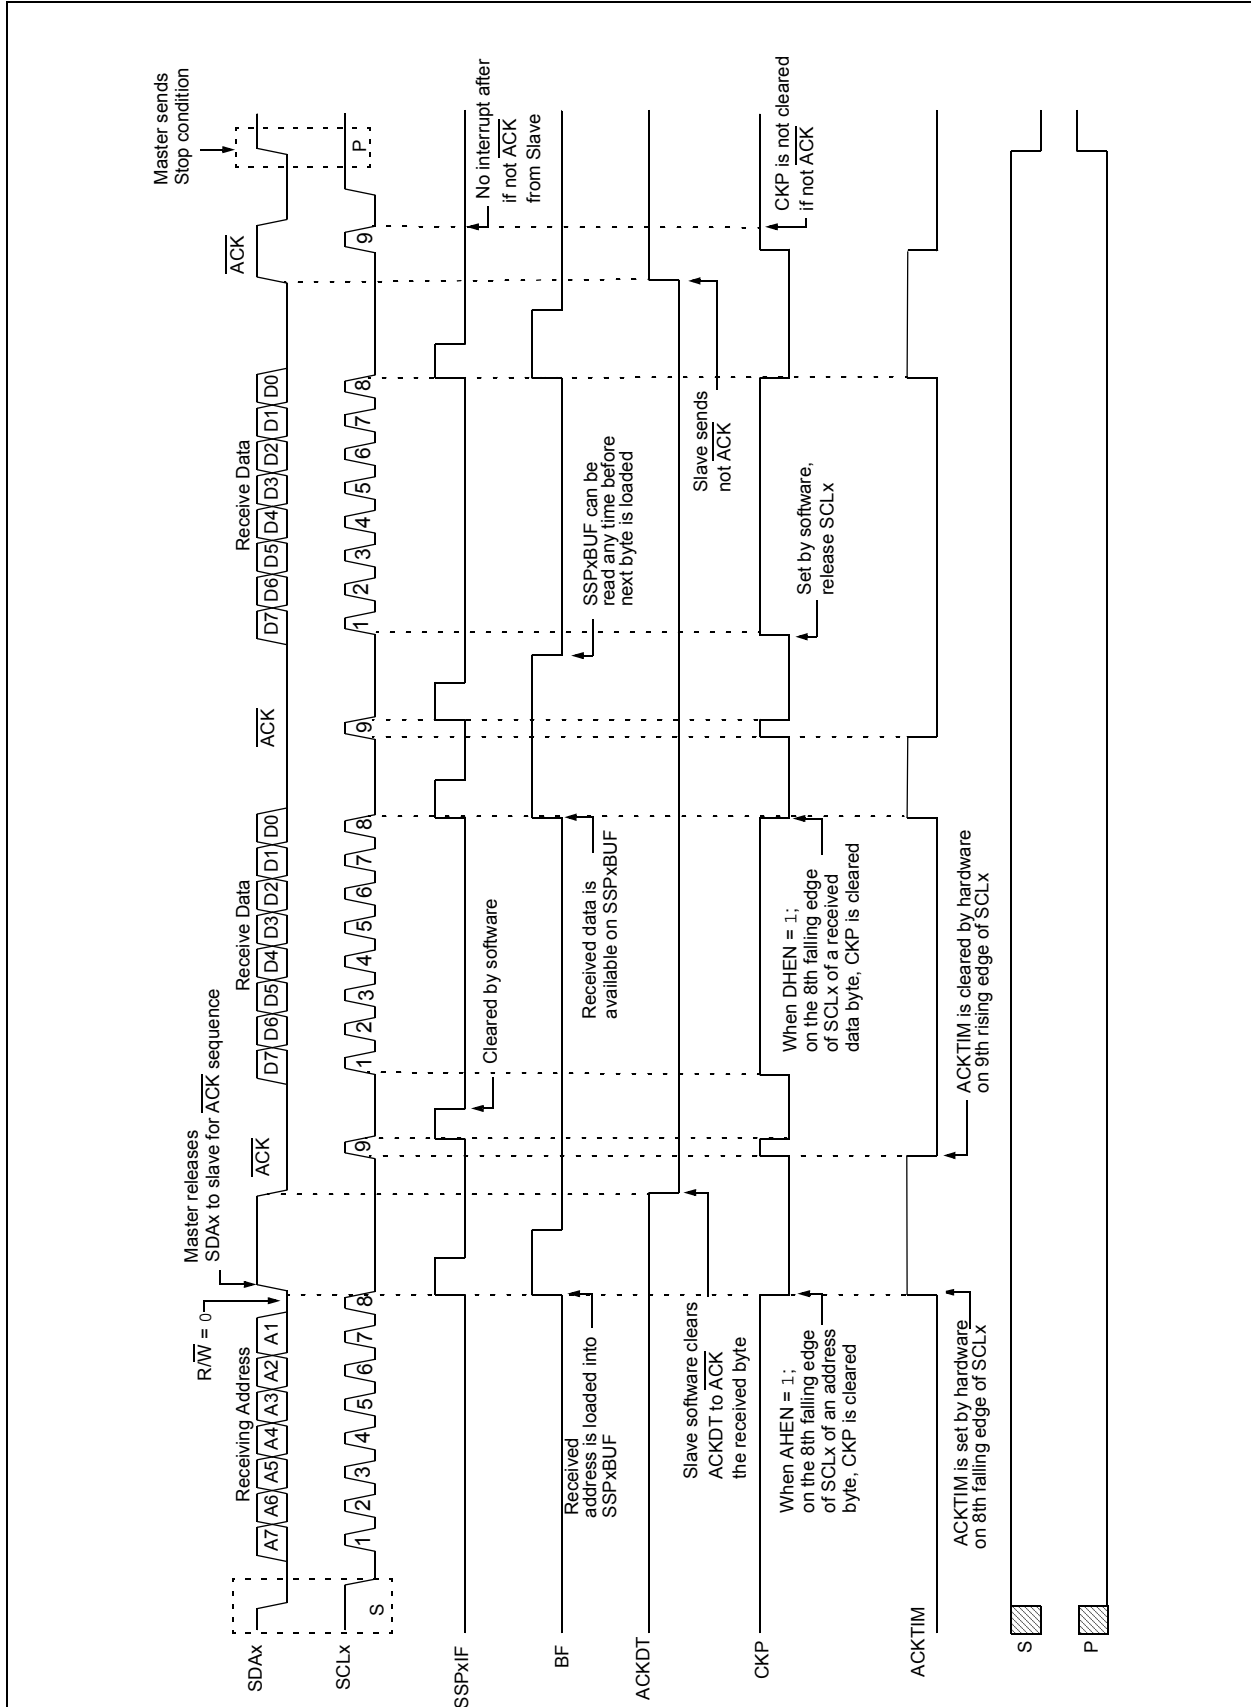 Master sends
Stop condition
Master releases
SDAx to slave for ACK sequence
R/W = 0
Receiving Address
ACK
Receive Data
ACK
Receive Data
ACK
SDAx
A7 A6 A5 A4 A3 A2 A1
D7 D6 D5 D4 D3 D2 D1 D0
D7 D6 D5 D4 D3 D2 D1 D0
SCLx
S
1 2 3 4 5 6 7 8 9
1 2 3 4 5 6 7 8 9
1 2 3 4 5 6 7 8 9
P
SSPxIF
Cleared by software
No interrupt after
if not ACK
from Slave
BF
Received
address is loaded into
SSPxBUF
Received data is
available on SSPxBUF
SSPxBUF can be
read any time before
next byte is loaded
ACKDT
Slave software clears
ACKDT to ACK
the received byte
Slave sends
not ACK
CKP
When AHEN = 1;
on the 8th falling edge
of SCLx of an address
byte, CKP is cleared
When DHEN = 1;
on the 8th falling edge
of SCLx of a received
data byte, CKP is cleared
Set by software,
release SCLx
CKP is not cleared
if not ACK
ACKTIM
ACKTIM is set by hardware
on 8th falling edge of SCLx
ACKTIM is cleared by hardware
on 9th rising edge of SCLx
S
P